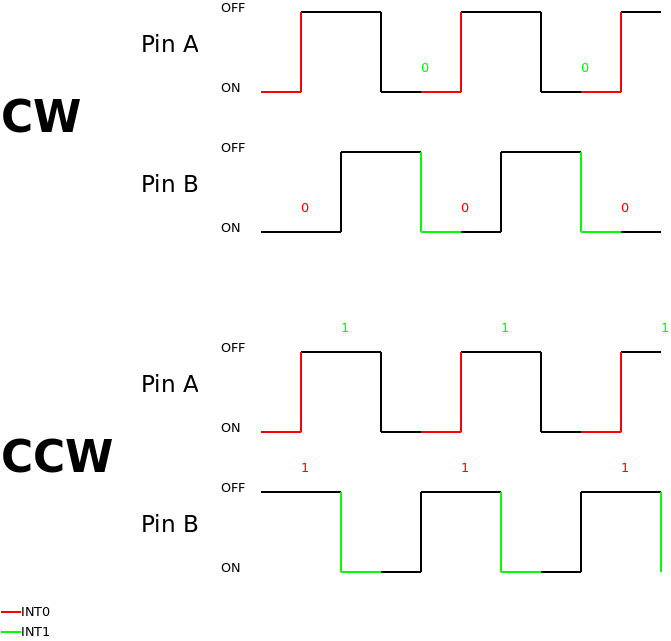 OFF
Pin A
0 0
ON
CW
OFF
Pin B
0 0 0
ON
1 1 1
OFF
Pin A
ON
CCW
1 1 1
OFF
Pin B
ON
INT0
INT1